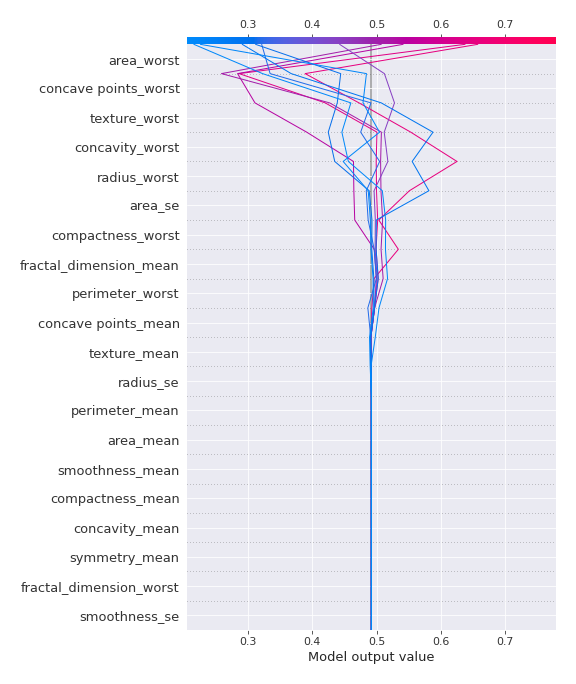 0.3 0.4 0.5 0.6 0.7
area_worst
concave points_worst
texture_worst
concavity_worst
radius_worst
area_se
compactness_worst
fractal_dimension_mean
perimeter_worst
concave points_mean
texture_mean
radius_se
perimeter_mean
area_mean
smoothness_mean
compactness_mean
concavity_mean
symmetry_mean
fractal_dimension_worst
smoothness_se
0.3 0.4 0.5 0.6 0.7
Model output value